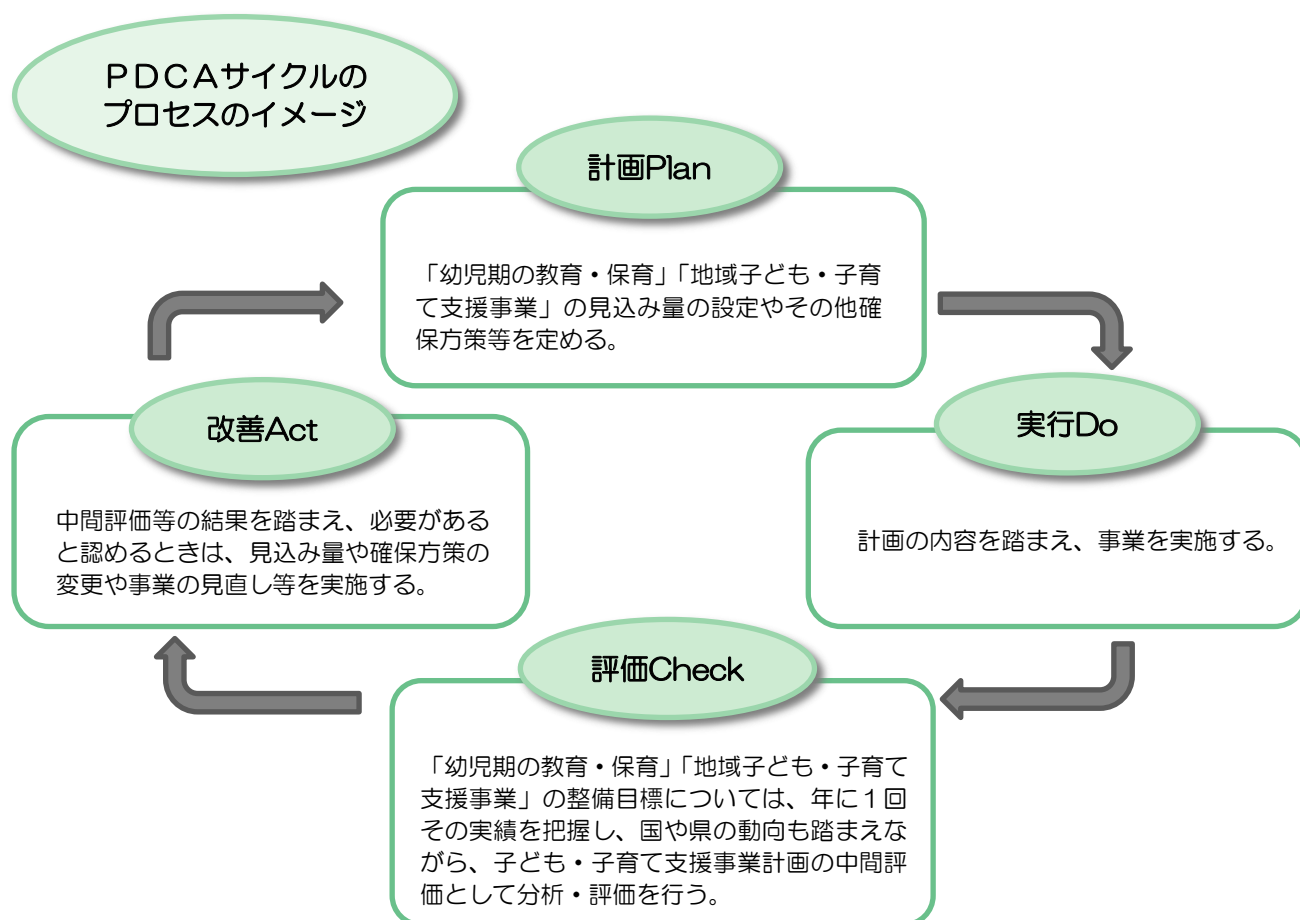 PDCAサイクルの
プロセスのイメージ
計画Plan
「幼児期の教育・保育」「地域子ども・子育
て支援事業」の見込み量の設定やその他確
保方策等を定める。
実行Do
計画の内容を踏まえ、事業を実施する。
評価Check
「幼児期の教育・保育」「地域子ども・子育て
支援事業」の整備目標については、年に１回
その実績を把握し、国や県の動向も踏まえな
がら、子ども・子育て支援事業計画の中間評
価として分析・評価を行う。
改善Act
中間評価等の結果を踏まえ、必要がある
と認めるときは、見込み量や確保方策の
変更や事業の見直し等を実施する。